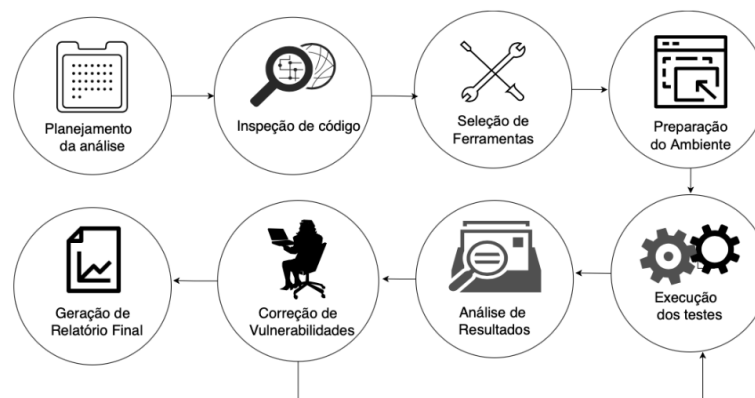 Planejamento
da análise
Inspeção de código
Seleção de
Ferramentas
Preparação
do Ambiente
Geração de
Relatório Final
Correção de
Vulnerabilidades
Análise de
Resultados
Execução
dos testes